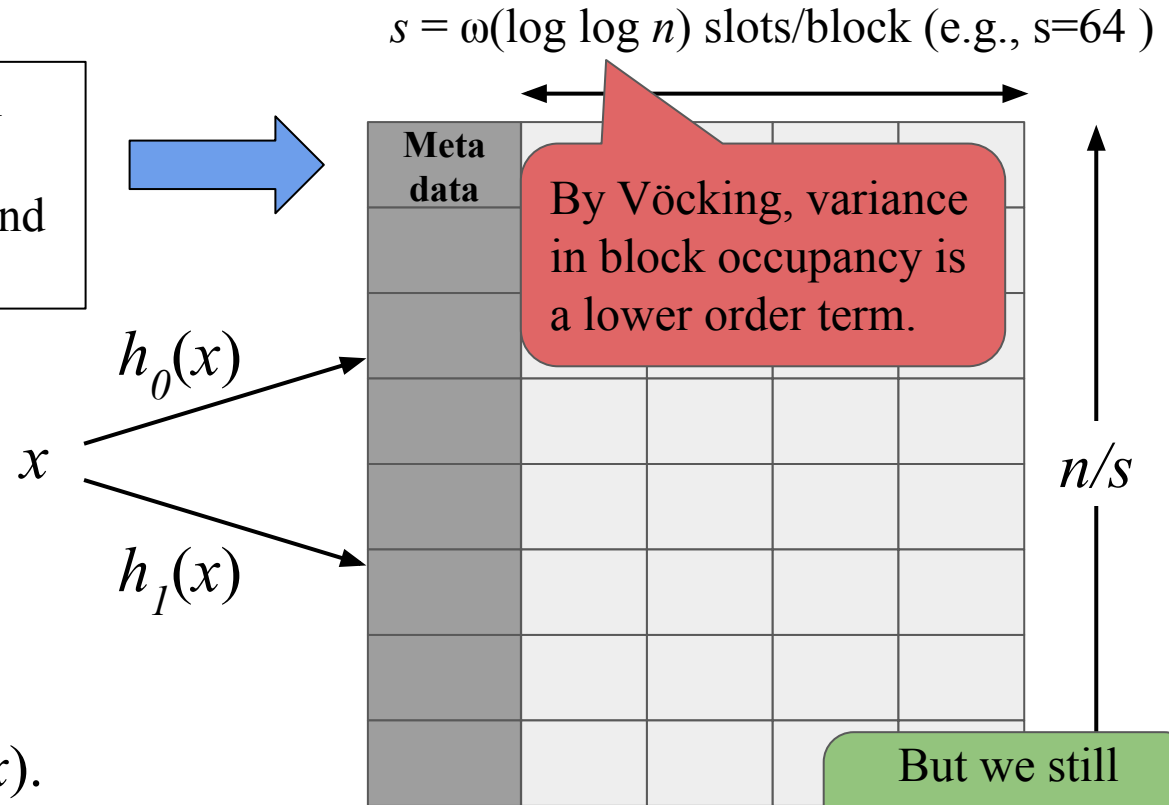 s = ω(log log n) slots/block (e.g., s=64 )
nd
Meta
data
By Vöcking, variance
in block occupancy is
a lower order term.
h₀(x)
x
n/s
h₁(x)
x).
But we still